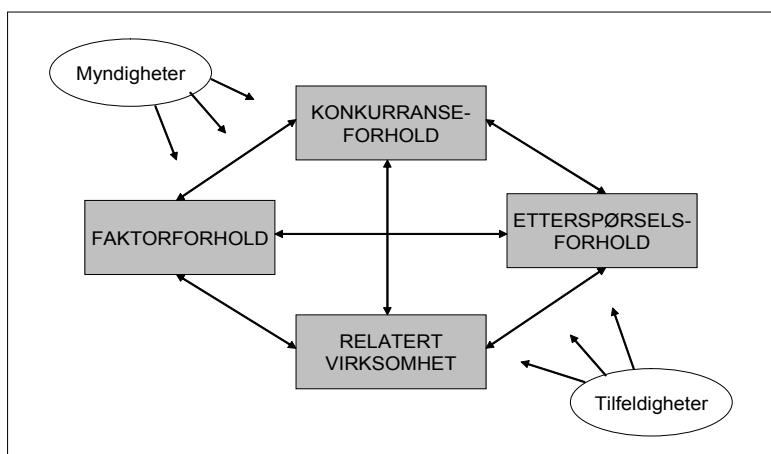 Myndigheter
KONKURRANSE-
FORHOLD
FAKTORFORHOLD
ETTERSPØRSELS-
FORHOLD
RELATERT
VIRKSOMHET
Tilfeldigheter